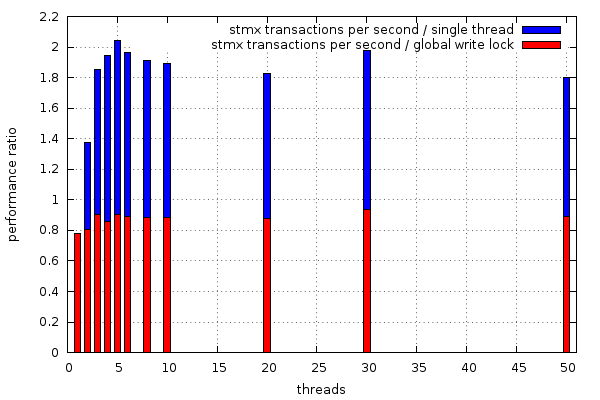 stmx transactions per second / single thread
stmx transactions per second / global write lock
2.2
2
1.8
1.6
1.4
1.2
1
0.8
0.6
0.4
0.2
0
performance ratio
0 5 10 15 20 25 30 35 40 45 50
threads